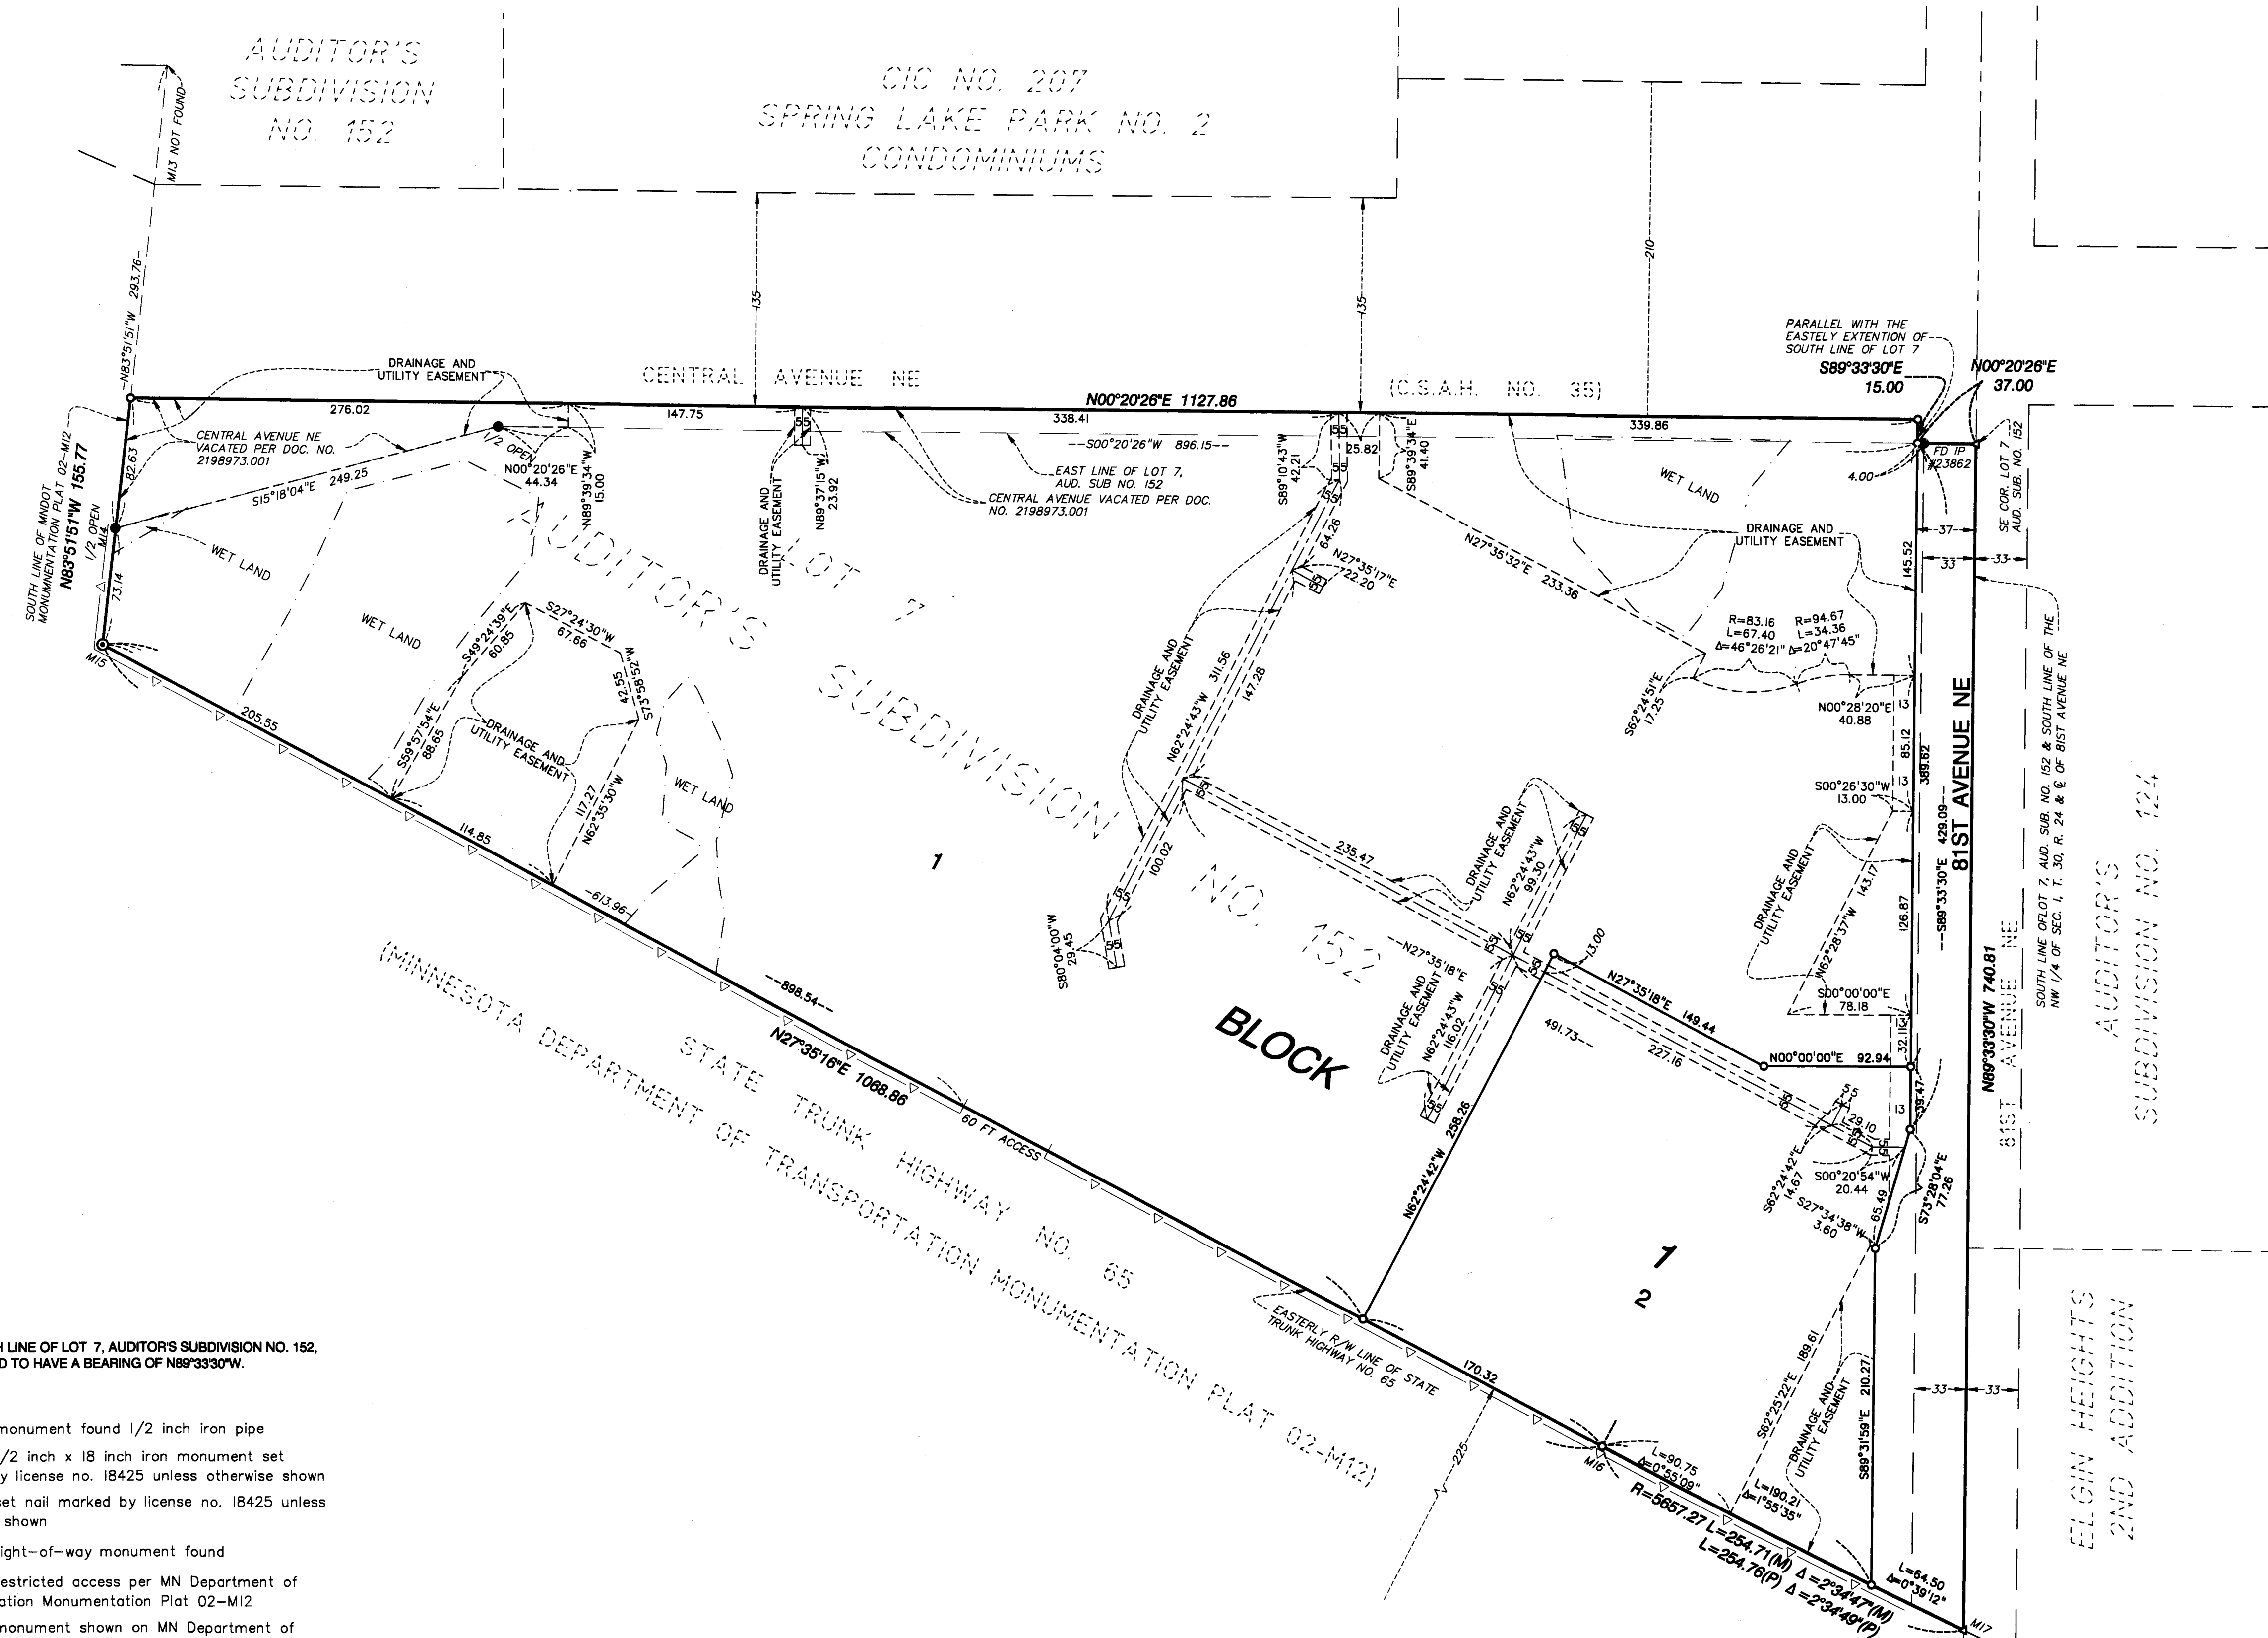 AUDITOR'S
SUBDIVISION
NO. 152
CIC NO. 207
SPRING LAKE PARK NO. 2
CONDOMINIUMS
M13 NOT FOUND
N83°51'51"W 293.76
135
135
210
PARALLEL WITH THE
EASTELY EXTENTION OF
SOUTH LINE OF LOT 7
S89°33'30"E
15.00
N00°20'26"E
37.00
DRAINAGE AND
UTILITY EASEMENT
CENTRAL AVENUE NE
(C.S.A.H. NO. 35)
276.02
147.75
N00°20'26"E 1127.86
338.41
339.86
---S00°20'26"W 896.15---
25.82
CENTRAL AVENUE NE
VACATED PER DOC. NO.
2198973.001
1/2 OPEN
N00°20'26"E
44.34
N89°39'34"W
15.00
55
DRAINAGE AND
UTILITY EASEMENT
N89°37'15"W
23.92
EAST LINE OF LOT 7,
AUD. SUB NO. 152
CENTRAL AVENUE VACATED PER DOC.
NO. 2198973.001
S89°10'43"W
42.21
55
55
S89°39'34"E
41.40
WET LAND
4.00
FD IP
#23862
SE COR. LOT 7
AUD. SUB. NO. 152
SOUTH LINE OF MNDOT
MONUMNENTATION PLAT 02-M12
N83°51'51"W 155.77
82.63
73.14
1/2 OPEN
M14
M15
S15°18'04"E 249.25
WET LAND
WET LAND
WET LAND
AUDITOR'S
LOT 7
SUBDIVISION
NO. 152
37
33
33
DRAINAGE AND
UTILITY EASEMENT
145.52
64.26
N27°35'17"E
22.20
55
55
N27°35'32"E 233.36
R=83.16
L=67.40
Δ=46°26'21"
R=94.67
L=34.36
Δ=20°47'45"
S62°24'51"E
17.25
N00°28'20"E
40.88
13
85.12
13
389.62
S00°26'30"W
13.00
S49°24'39"E
60.85
S27°24'30"W
67.66
S73°58'52"W
42.55
S59°57'54"E
88.65
DRAINAGE AND
UTILITY EASEMENT
117.27
N62°35'30"W
205.55
114.85
-613.96-
--898.54--
N27°35'16"E 1068.86
60 FT ACCESS
DRAINAGE AND
UTILITY EASEMENT
N62°24'43"W 311.56
147.28
55
100.02
55
S80°04'00"W
29.45
55
1
235.47
DRAINAGE AND
UTILITY EASEMENT
N62°24'43"W
99.30
55
55
55
13.00
---N27°35'18"E
491.73---
55
DRAINAGE AND
UTILITY EASEMENT
N62°24'43"W
116.02
55
55
227.16
N27°35'18"E 149.44
N00°00'00"E 92.94
DRAINAGE AND
UTILITY EASEMENT
N62°28'37"W 143.17
126.87
S00°00'00"E
78.18
13
32.11
---S89°33'30"E 429.09---
81ST AVENUE NE
N89°33'30"W 740.81
81ST AVENUE NE
SOUTH LINE OFLOT 7, AUD. SUB. NO. 152 & SOUTH LINE OF THE
NW 1/4 OF SEC. 1, T. 30, R. 24 & ℄ OF 81ST AVENUE NE
AUDITOR'S
SUBDIVISION NO. 124
BLOCK
1
2
N62°24'42"W 258.26
55
55
29.10
55
55
13
39.47
S62°24'42"E
14.67
S00°20'54"W
20.44
S27°34'38"W
3.60
65.49
S73°28'04"E
77.26
(MINNESOTA DEPARTMENT OF TRANSPORTATION MONUMENTATION PLAT 02-M12)
STATE TRUNK HIGHWAY NO. 65
EASTERLY R/W LINE OF STATE
TRUNK HIGHWAY NO. 65
170.32
225
M16
S62°25'22"E 189.61
DRAINAGE AND
UTILITY EASEMENT
S89°31'59"E 210.27
L=90.75
Δ=0°55'09"
L=190.21
Δ=1°55'35"
R=5657.27 L=254.71(M) Δ=2°34'47"(M)
L=254.76(P) Δ=2°34'49"(P)
L=64.50
Δ=0°39'12"
M17
33
33
ELGIN HEIGHTS
2ND ADDITION
H LINE OF LOT 7, AUDITOR'S SUBDIVISION NO. 152,
D TO HAVE A BEARING OF N89°33'30"W.
monument found 1/2 inch iron pipe
/2 inch x 18 inch iron monument set
y license no. 18425 unless otherwise shown
set nail marked by license no. 18425 unless
shown
ight-of-way monument found
estricted access per MN Department of
ation Monumentation Plat 02-M12
monument shown on MN Department of